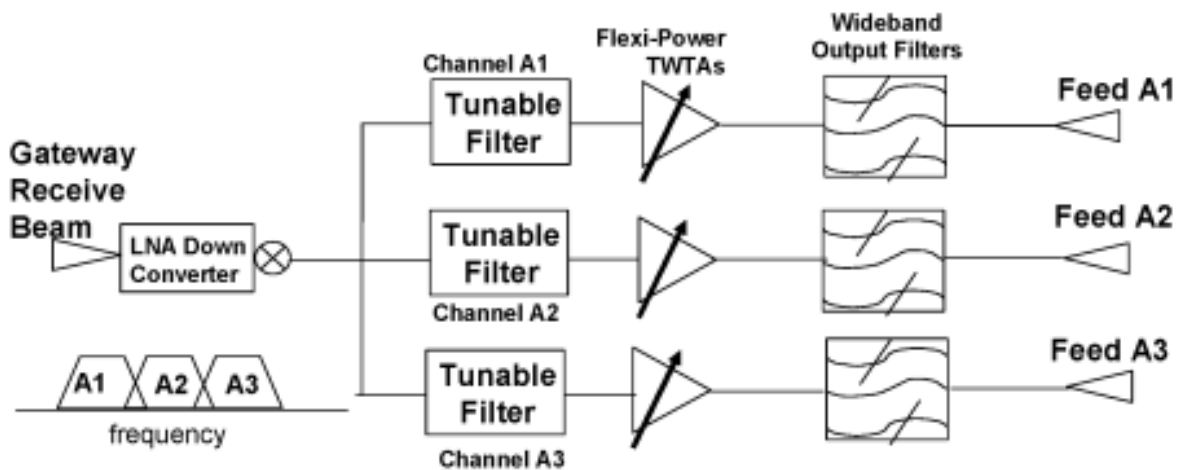 Wideband
Output Filters
Flexi-Power
TWTAs
Channel A1
Tunable
Filter
Feed A1
Gateway
Receive
Beam
LNA Down
Converter
Tunable
Filter
Channel A2
Feed A2
A1 A2 A3
frequency
Tunable
Filter
Channel A3
Feed A3